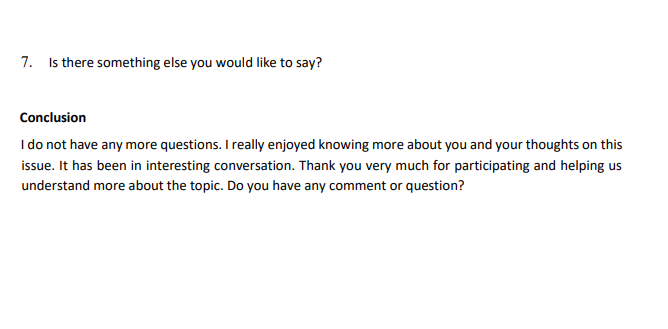 7. Is there something else you would like to say?
Conclusion
I do not have any more questions. I really enjoyed knowing more about you and your thoughts on this
issue. It has been in interesting conversation. Thank you very much for participating and helping us
understand more about the topic. Do you have any comment or question?